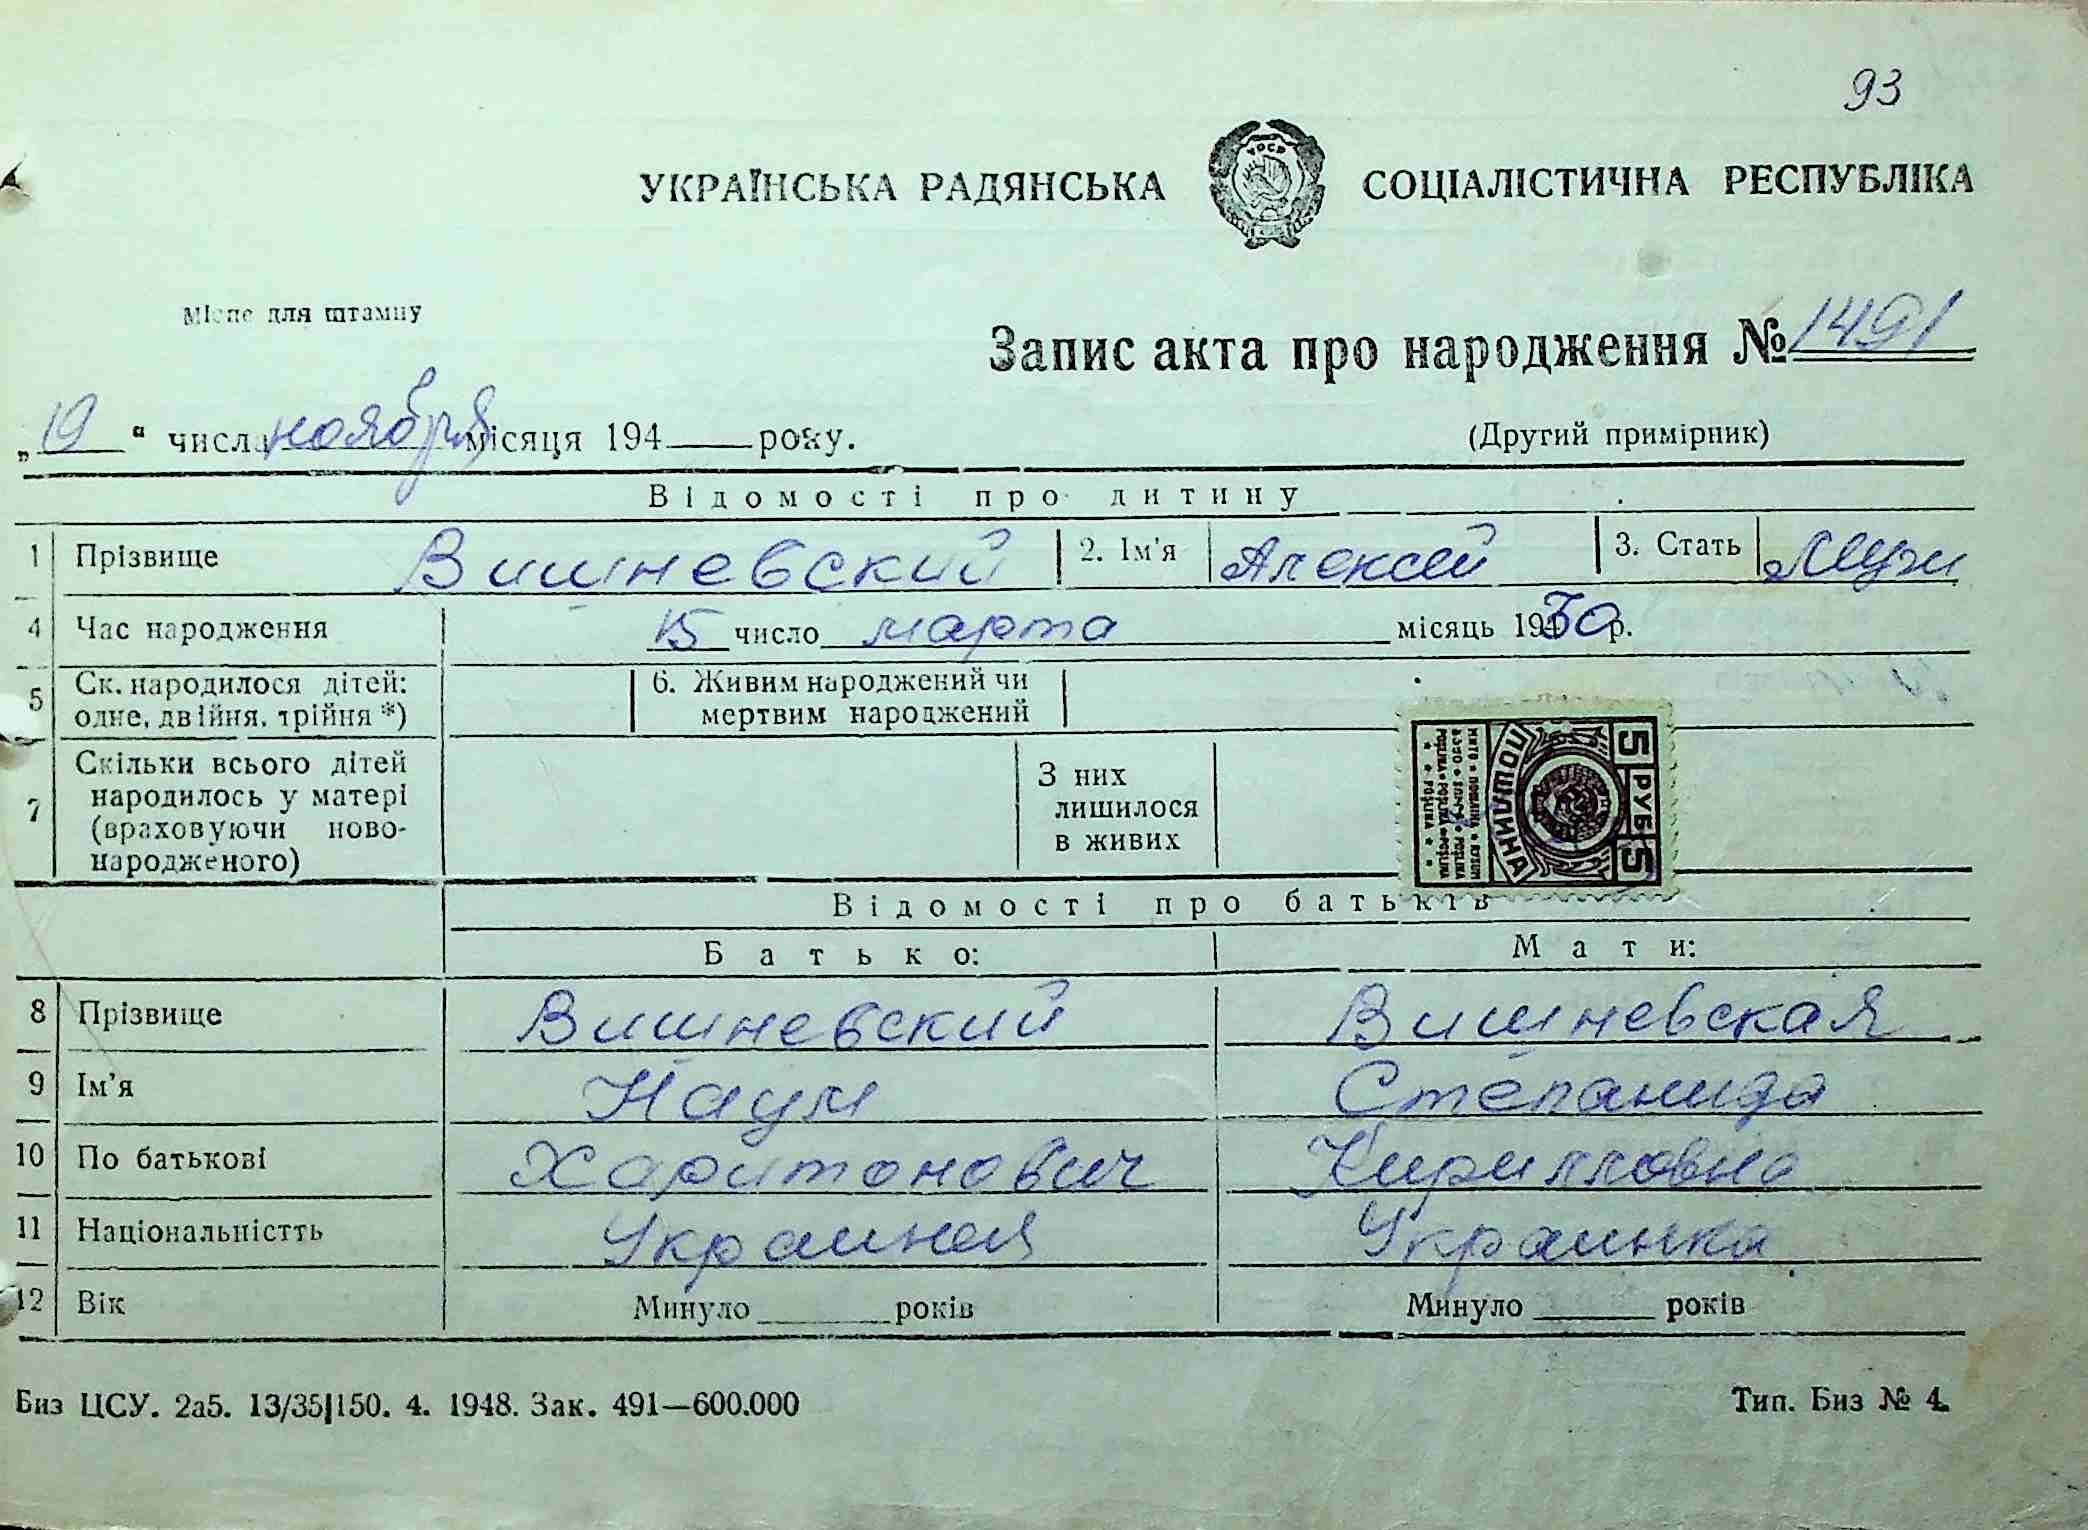 93
УКРАЇНСЬКА РАДЯНСЬКА СОЦІАЛІСТИЧНА РЕСПУБЛІКА
УРСР
Місце для штампу
Запис акта про народження № 1491
„19“ числа ноября місяця 194 року.
(Другий примірник)
Відомості про дитину
1 Прізвище Вишневский 2. Ім'я Алексей 3. Стать Муж
4 Час народження 15 число марта місяць 1930 р.
5 Ск. народилося дітей: одне, двійня, трійня *) 6. Живим народжений чи мертвим народжений
7 Скільки всього дітей народилось у матері (враховуючи новонародженого) З них лишилося в живих
5 РУБ 5
ПОШЛИНА
Відомості про батьків
Батько: Мати:
8 Прізвище Вишневский Вишневская
9 Ім'я Наум Степанида
10 По батькові Харитонович Кирилловна
11 Національністть Украинец Украинка
12 Вік Минуло років Минуло років
Биз ЦСУ. 2а5. 13/35|150. 4. 1948. Зак. 491—600.000 Тип. Биз № 4.